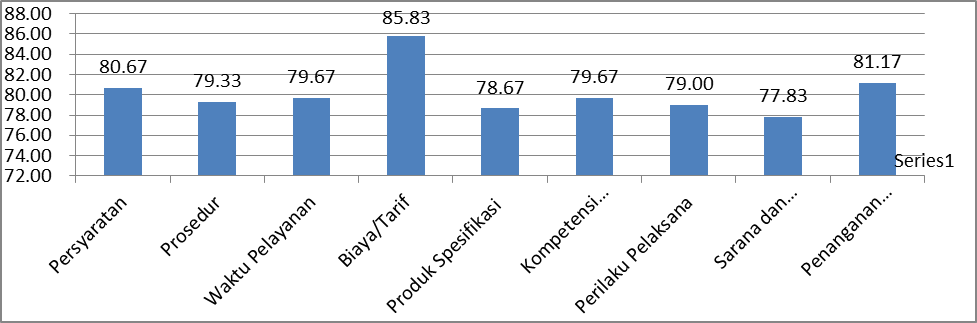 88.00
86.00
84.00
82.00
80.00
78.00
76.00
74.00
72.00
80.67
79.33
79.67
85.83
78.67
79.67
79.00
77.83
81.17
Series1
Persyaratan
Prosedur
Waktu Pelayanan
Biaya/Tarif
Produk Spesifikasi
Kompetensi...
Perilaku Pelaksana
Sarana dan...
Penanganan...